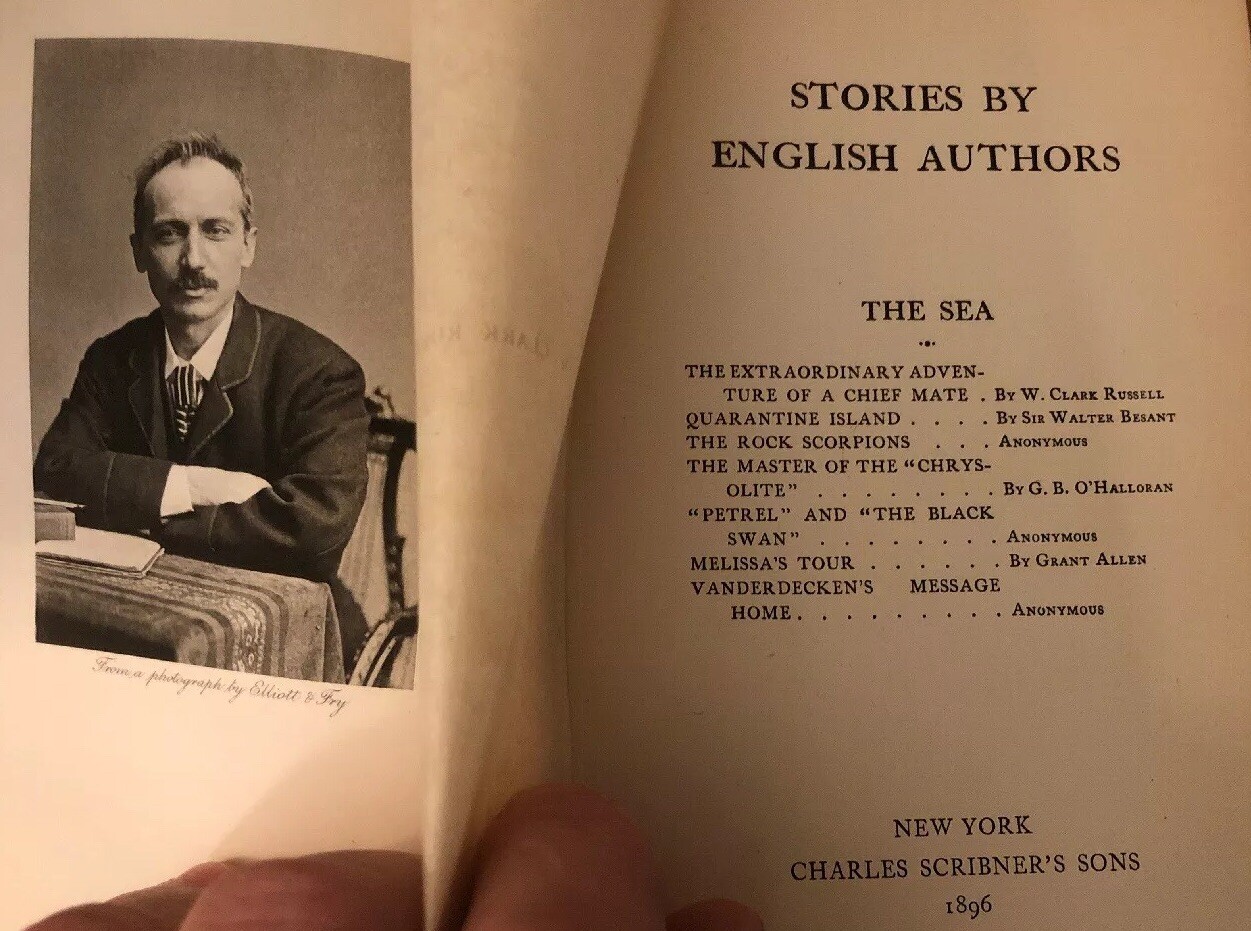 From a photograph by Elliott & Fry
STORIES BY
ENGLISH AUTHORS
THE SEA
THE EXTRAORDINARY ADVEN-
TURE OF A CHIEF MATE . BY W. CLARK RUSSELL
QUARANTINE ISLAND . . . . BY SIR WALTER BESANT
THE ROCK SCORPIONS . . . ANONYMOUS
THE MASTER OF THE “CHRYS-
OLITE” . . . . . . . . BY G. B. O’HALLORAN
“PETREL” AND “THE BLACK
SWAN” . . . . . . . . ANONYMOUS
MELISSA’S TOUR . . . . . . BY GRANT ALLEN
VANDERDECKEN’S MESSAGE
HOME . . . . . . . . . ANONYMOUS
NEW YORK
CHARLES SCRIBNER’S SONS
1896